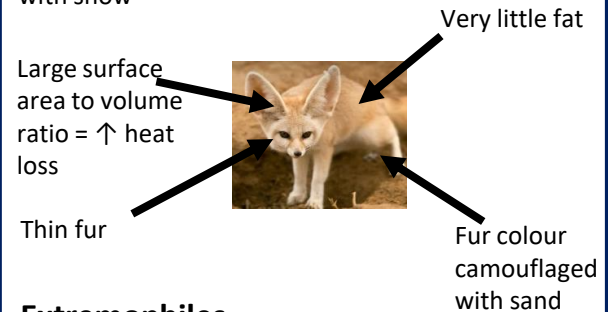 with snow
Very little fat
Large surface
area to volume
ratio = ↑ heat
loss
Thin fur
Fur colour
camouflaged
with sand
Extremophiles